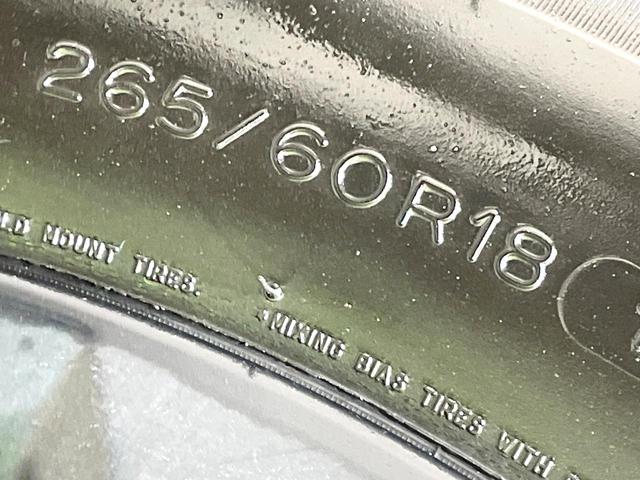 265/60R18
MOUNT TIRES.
MIXING BIAS TIRES WITH